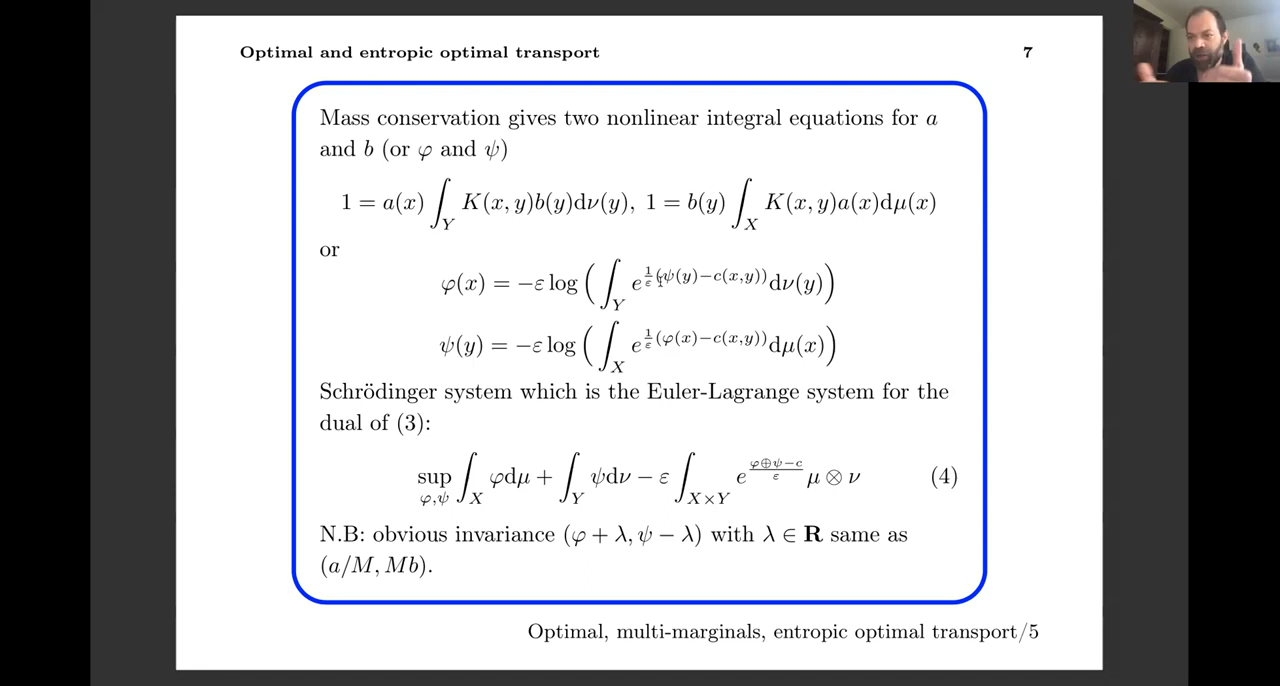 Optimal and entropic optimal transport 7
Mass conservation gives two nonlinear integral equations for a
and b (or φ and ψ)
1 = a(x) ∫_Y K(x, y)b(y)dν(y), 1 = b(y) ∫_X K(x, y)a(x)dμ(x)
or
φ(x) = −ε log ( ∫_Y e^{1/ε (ψ(y)−c(x,y))} dν(y) )
ψ(y) = −ε log ( ∫_X e^{1/ε (φ(x)−c(x,y))} dμ(x) )
Schrödinger system which is the Euler-Lagrange system for the
dual of (3):
sup_{φ,ψ} ∫_X φdμ + ∫_Y ψdν − ε ∫_{X×Y} e^{(φ⊕ψ−c)/ε} μ ⊗ ν (4)
N.B: obvious invariance (φ + λ, ψ − λ) with λ ∈ R same as
(a/M, Mb).
Optimal, multi-marginals, entropic optimal transport/5